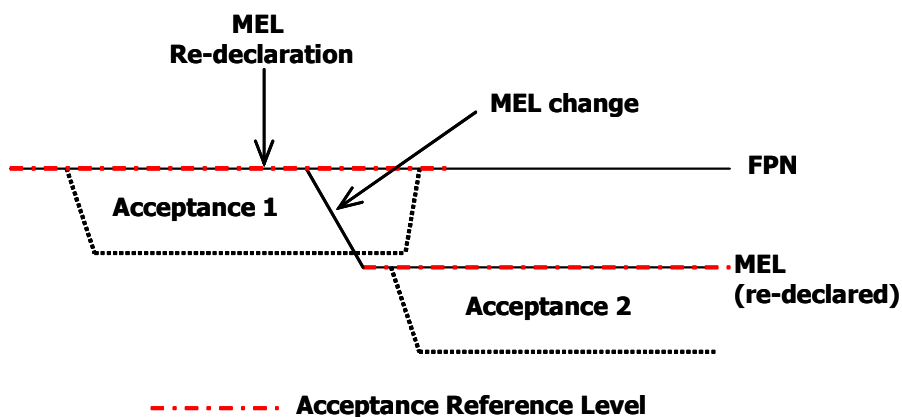 MEL
Re-declaration
MEL change
FPN
Acceptance 1
MEL
(re-declared)
Acceptance 2
Acceptance Reference Level